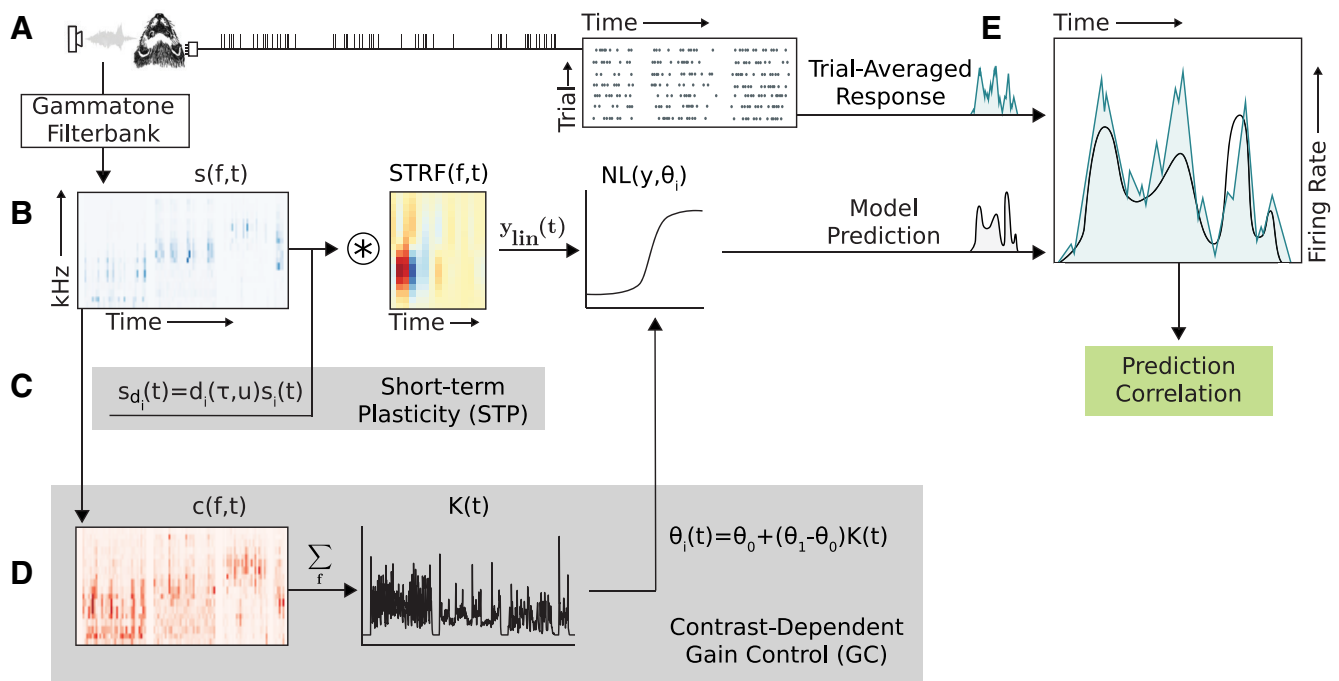 A
Time
E
Time
Trial
Trial-Averaged
Response
Firing Rate
Gammatone
Filterbank
B
s(f,t)
STRF(f,t)
NL(y,θi)
kHz
ylin(t)
Model
Prediction
Time
Time
C
sdi(t)=di(τ,u)si(t)
Short-term
Plasticity (STP)
Prediction
Correlation
D
c(f,t)
K(t)
∑
f
θi(t)=θ0+(θ1-θ0)K(t)
Contrast-Dependent
Gain Control (GC)